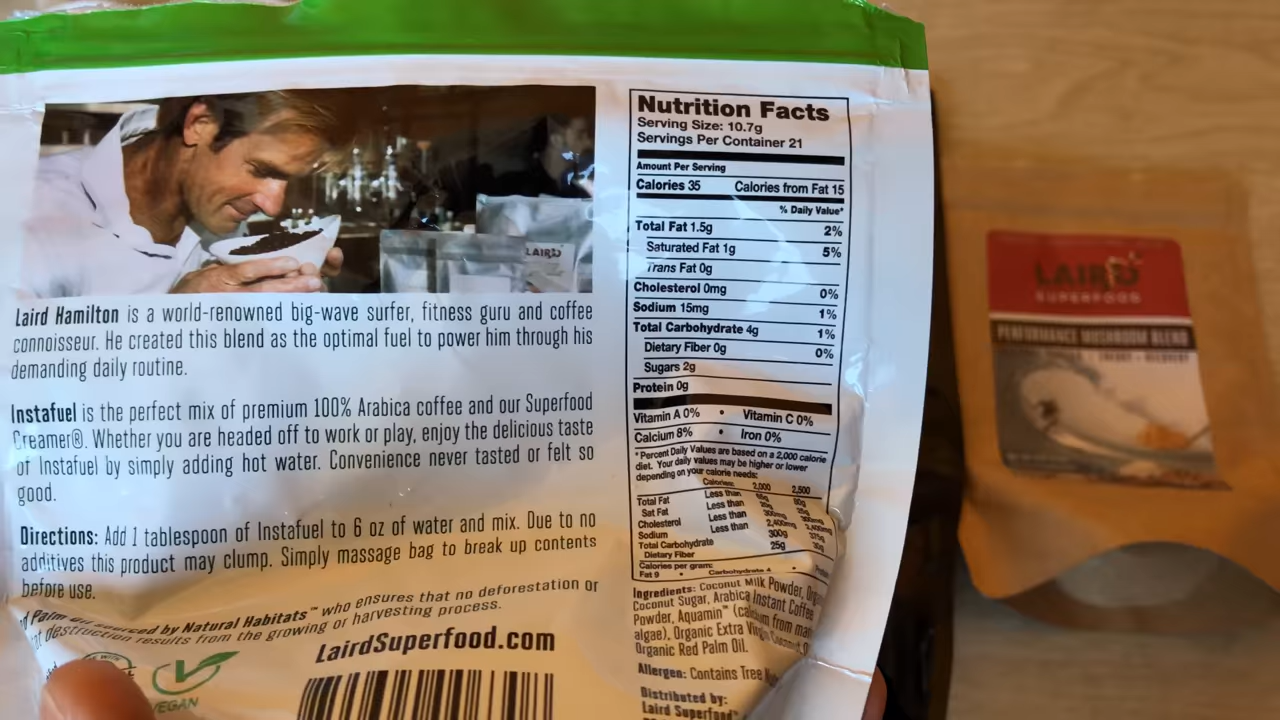 LAIRD
Laird Hamilton is a world-renowned big-wave surfer, fitness guru and coffee
connoisseur. He created this blend as the optimal fuel to power him through his
demanding daily routine.
Instafuel is the perfect mix of premium 100% Arabica coffee and our Superfood
Creamer®. Whether you are headed off to work or play, enjoy the delicious taste
of Instafuel by simply adding hot water. Convenience never tasted or felt so
good.
Directions: Add 1 tablespoon of Instafuel to 6 oz of water and mix. Due to no
additives this product may clump. Simply massage bag to break up contents
before use.
Palm Oil sourced by Natural Habitats™ who ensures that no deforestation or
destruction results from the growing or harvesting process.
LairdSuperfood.com
VEGAN
Nutrition Facts
Serving Size: 10.7g
Servings Per Container 21
Amount Per Serving
Calories 35 Calories from Fat 15
% Daily Value*
Total Fat 1.5g 2%
Saturated Fat 1g 5%
Trans Fat 0g
Cholesterol 0mg 0%
Sodium 15mg 1%
Total Carbohydrate 4g 1%
Dietary Fiber 0g 0%
Sugars 2g
Protein 0g
Vitamin A 0% • Vitamin C 0%
Calcium 8% • Iron 0%
*Percent Daily Values are based on a 2,000 calorie
diet. Your daily values may be higher or lower
depending on your calorie needs:
Calories: 2,000 2,500
Total Fat Less than 65g 80g
Sat Fat Less than 20g 25g
Cholesterol Less than 300mg 300mg
Sodium Less than 2,400mg 2,400mg
Total Carbohydrate 300g 375g
Dietary Fiber 25g 30g
Calories per gram:
Fat 9 • Carbohydrate 4 •
Ingredients: Coconut Milk Powder,
Coconut Sugar, Arabica Instant Coffee
Powder, Aquamin™ (calcium from
algae), Organic Extra Virgin
Organic Red Palm Oil.
Allergen: Contains Tree
Distributed by:
Laird Superfood™
LAIRD
SUPERFOOD
PERFORMANCE MUSHROOM BLEND